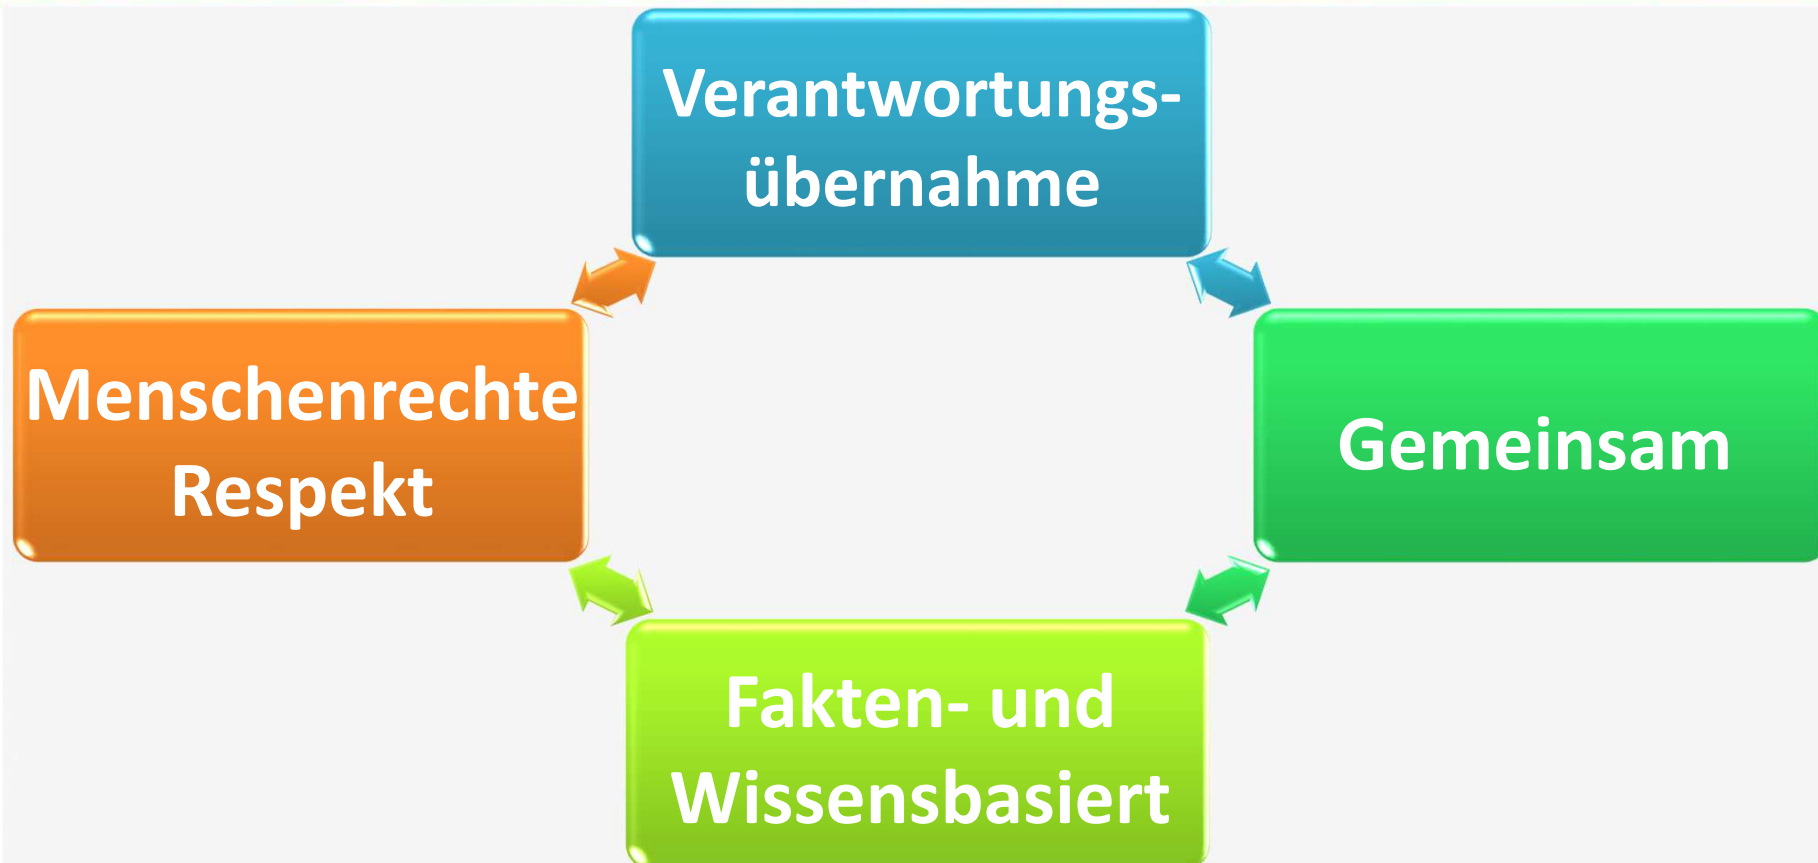 Verantwortungs-
übernahme
Menschenrechte
Respekt
Gemeinsam
Fakten- und
Wissensbasiert